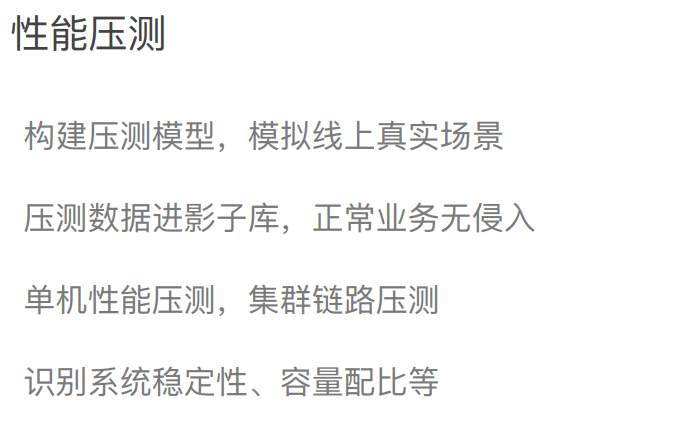 性能压测
构建压测模型，模拟线上真实场景
压测数据进影子库，正常业务无侵入
单机性能压测，集群链路压测
识别系统稳定性、容量配比等